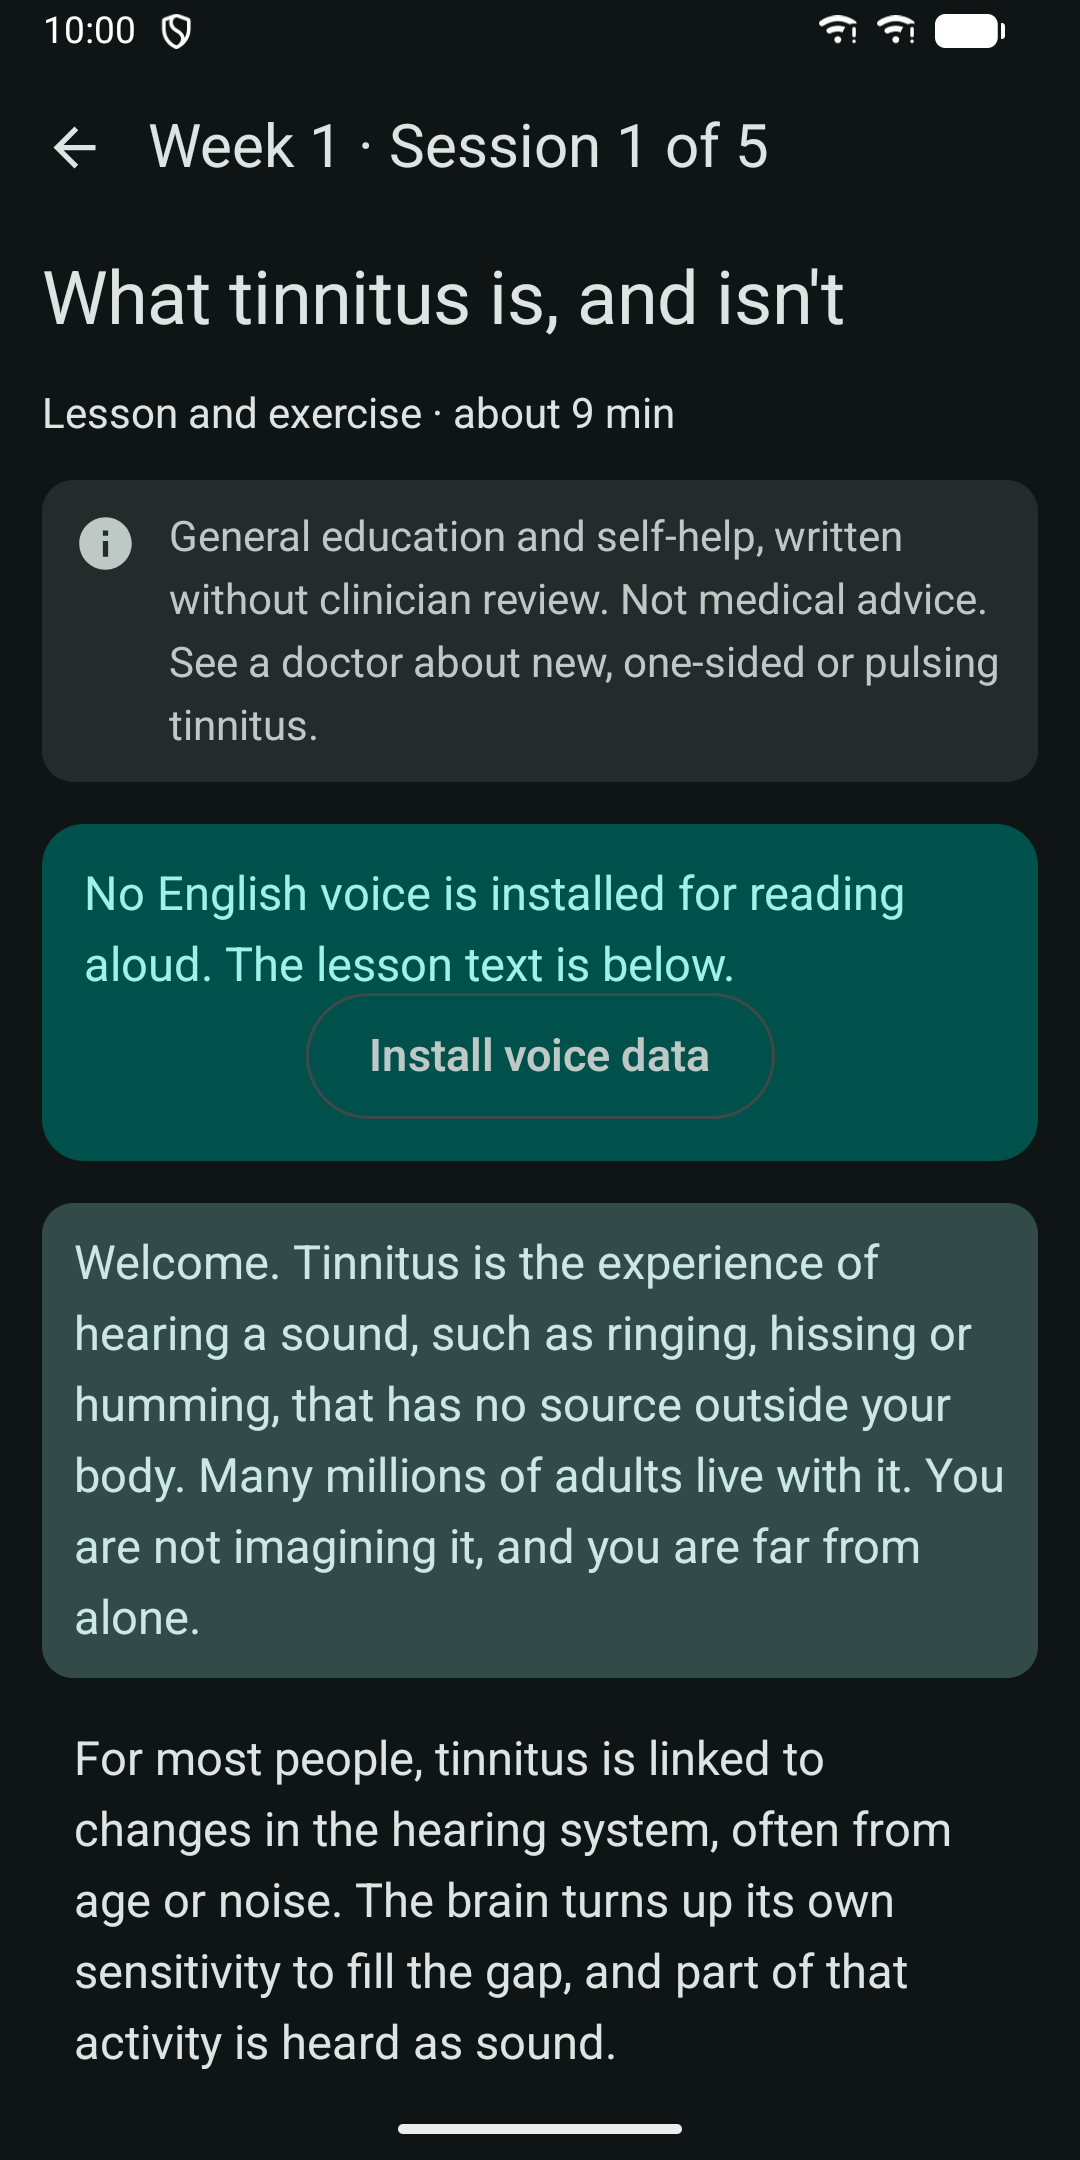 10:00
Week 1 · Session 1 of 5
What tinnitus is, and isn't
Lesson and exercise · about 9 min
General education and self-help, written
without clinician review. Not medical advice.
See a doctor about new, one-sided or pulsing
tinnitus.
No English voice is installed for reading
aloud. The lesson text is below.
Install voice data
Welcome. Tinnitus is the experience of
hearing a sound, such as ringing, hissing or
humming, that has no source outside your
body. Many millions of adults live with it. You
are not imagining it, and you are far from
alone.
For most people, tinnitus is linked to
changes in the hearing system, often from
age or noise. The brain turns up its own
sensitivity to fill the gap, and part of that
activity is heard as sound.